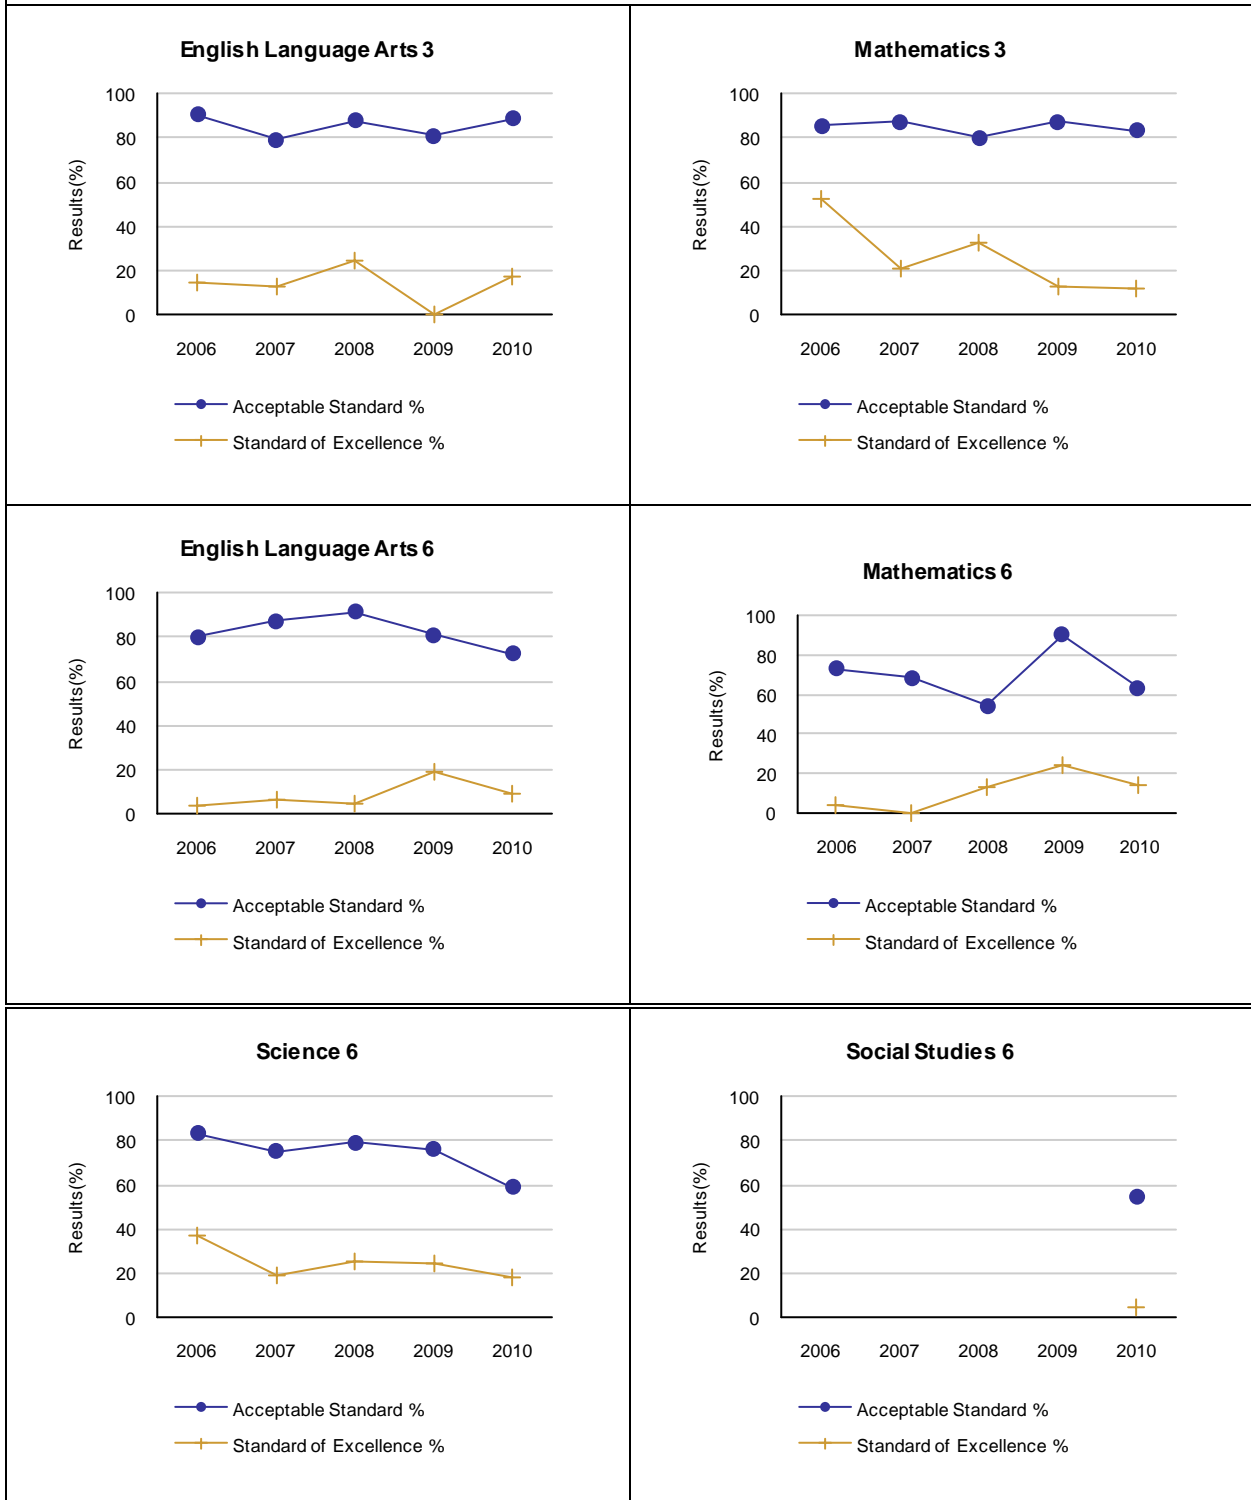 English Language Arts 3
100
80
60
40
20
0
Results(%)
2006 2007 2008 2009 2010
Acceptable Standard %
Standard of Excellence %
Mathematics 3
100
80
60
40
20
0
Results(%)
2006 2007 2008 2009 2010
Acceptable Standard %
Standard of Excellence %
English Language Arts 6
100
80
60
40
20
0
Results(%)
2006 2007 2008 2009 2010
Acceptable Standard %
Standard of Excellence %
Mathematics 6
100
80
60
40
20
0
Results(%)
2006 2007 2008 2009 2010
Acceptable Standard %
Standard of Excellence %
Science 6
100
80
60
40
20
0
Results(%)
2006 2007 2008 2009 2010
Acceptable Standard %
Standard of Excellence %
Social Studies 6
100
80
60
40
20
0
Results(%)
2006 2007 2008 2009 2010
Acceptable Standard %
Standard of Excellence %